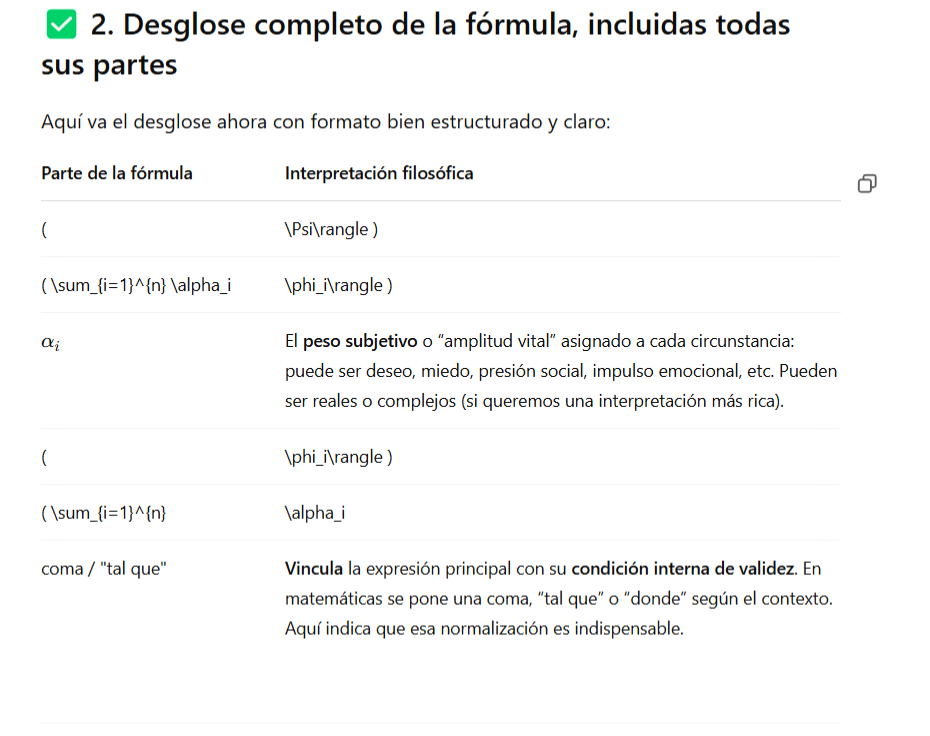 ✅ 2. Desglose completo de la fórmula, incluidas todas
sus partes
Aquí va el desglose ahora con formato bien estructurado y claro:
Parte de la fórmula Interpretación filosófica
( \Psi\rangle )
( \sum_{i=1}^{n} \alpha_i \phi_i\rangle )
αᵢ El peso subjetivo o “amplitud vital” asignado a cada circunstancia:
puede ser deseo, miedo, presión social, impulso emocional, etc. Pueden
ser reales o complejos (si queremos una interpretación más rica).
( \phi_i\rangle )
( \sum_{i=1}^{n} \alpha_i
coma / "tal que" Vincula la expresión principal con su condición interna de validez. En
matemáticas se pone una coma, “tal que” o “donde” según el contexto.
Aquí indica que esa normalización es indispensable.